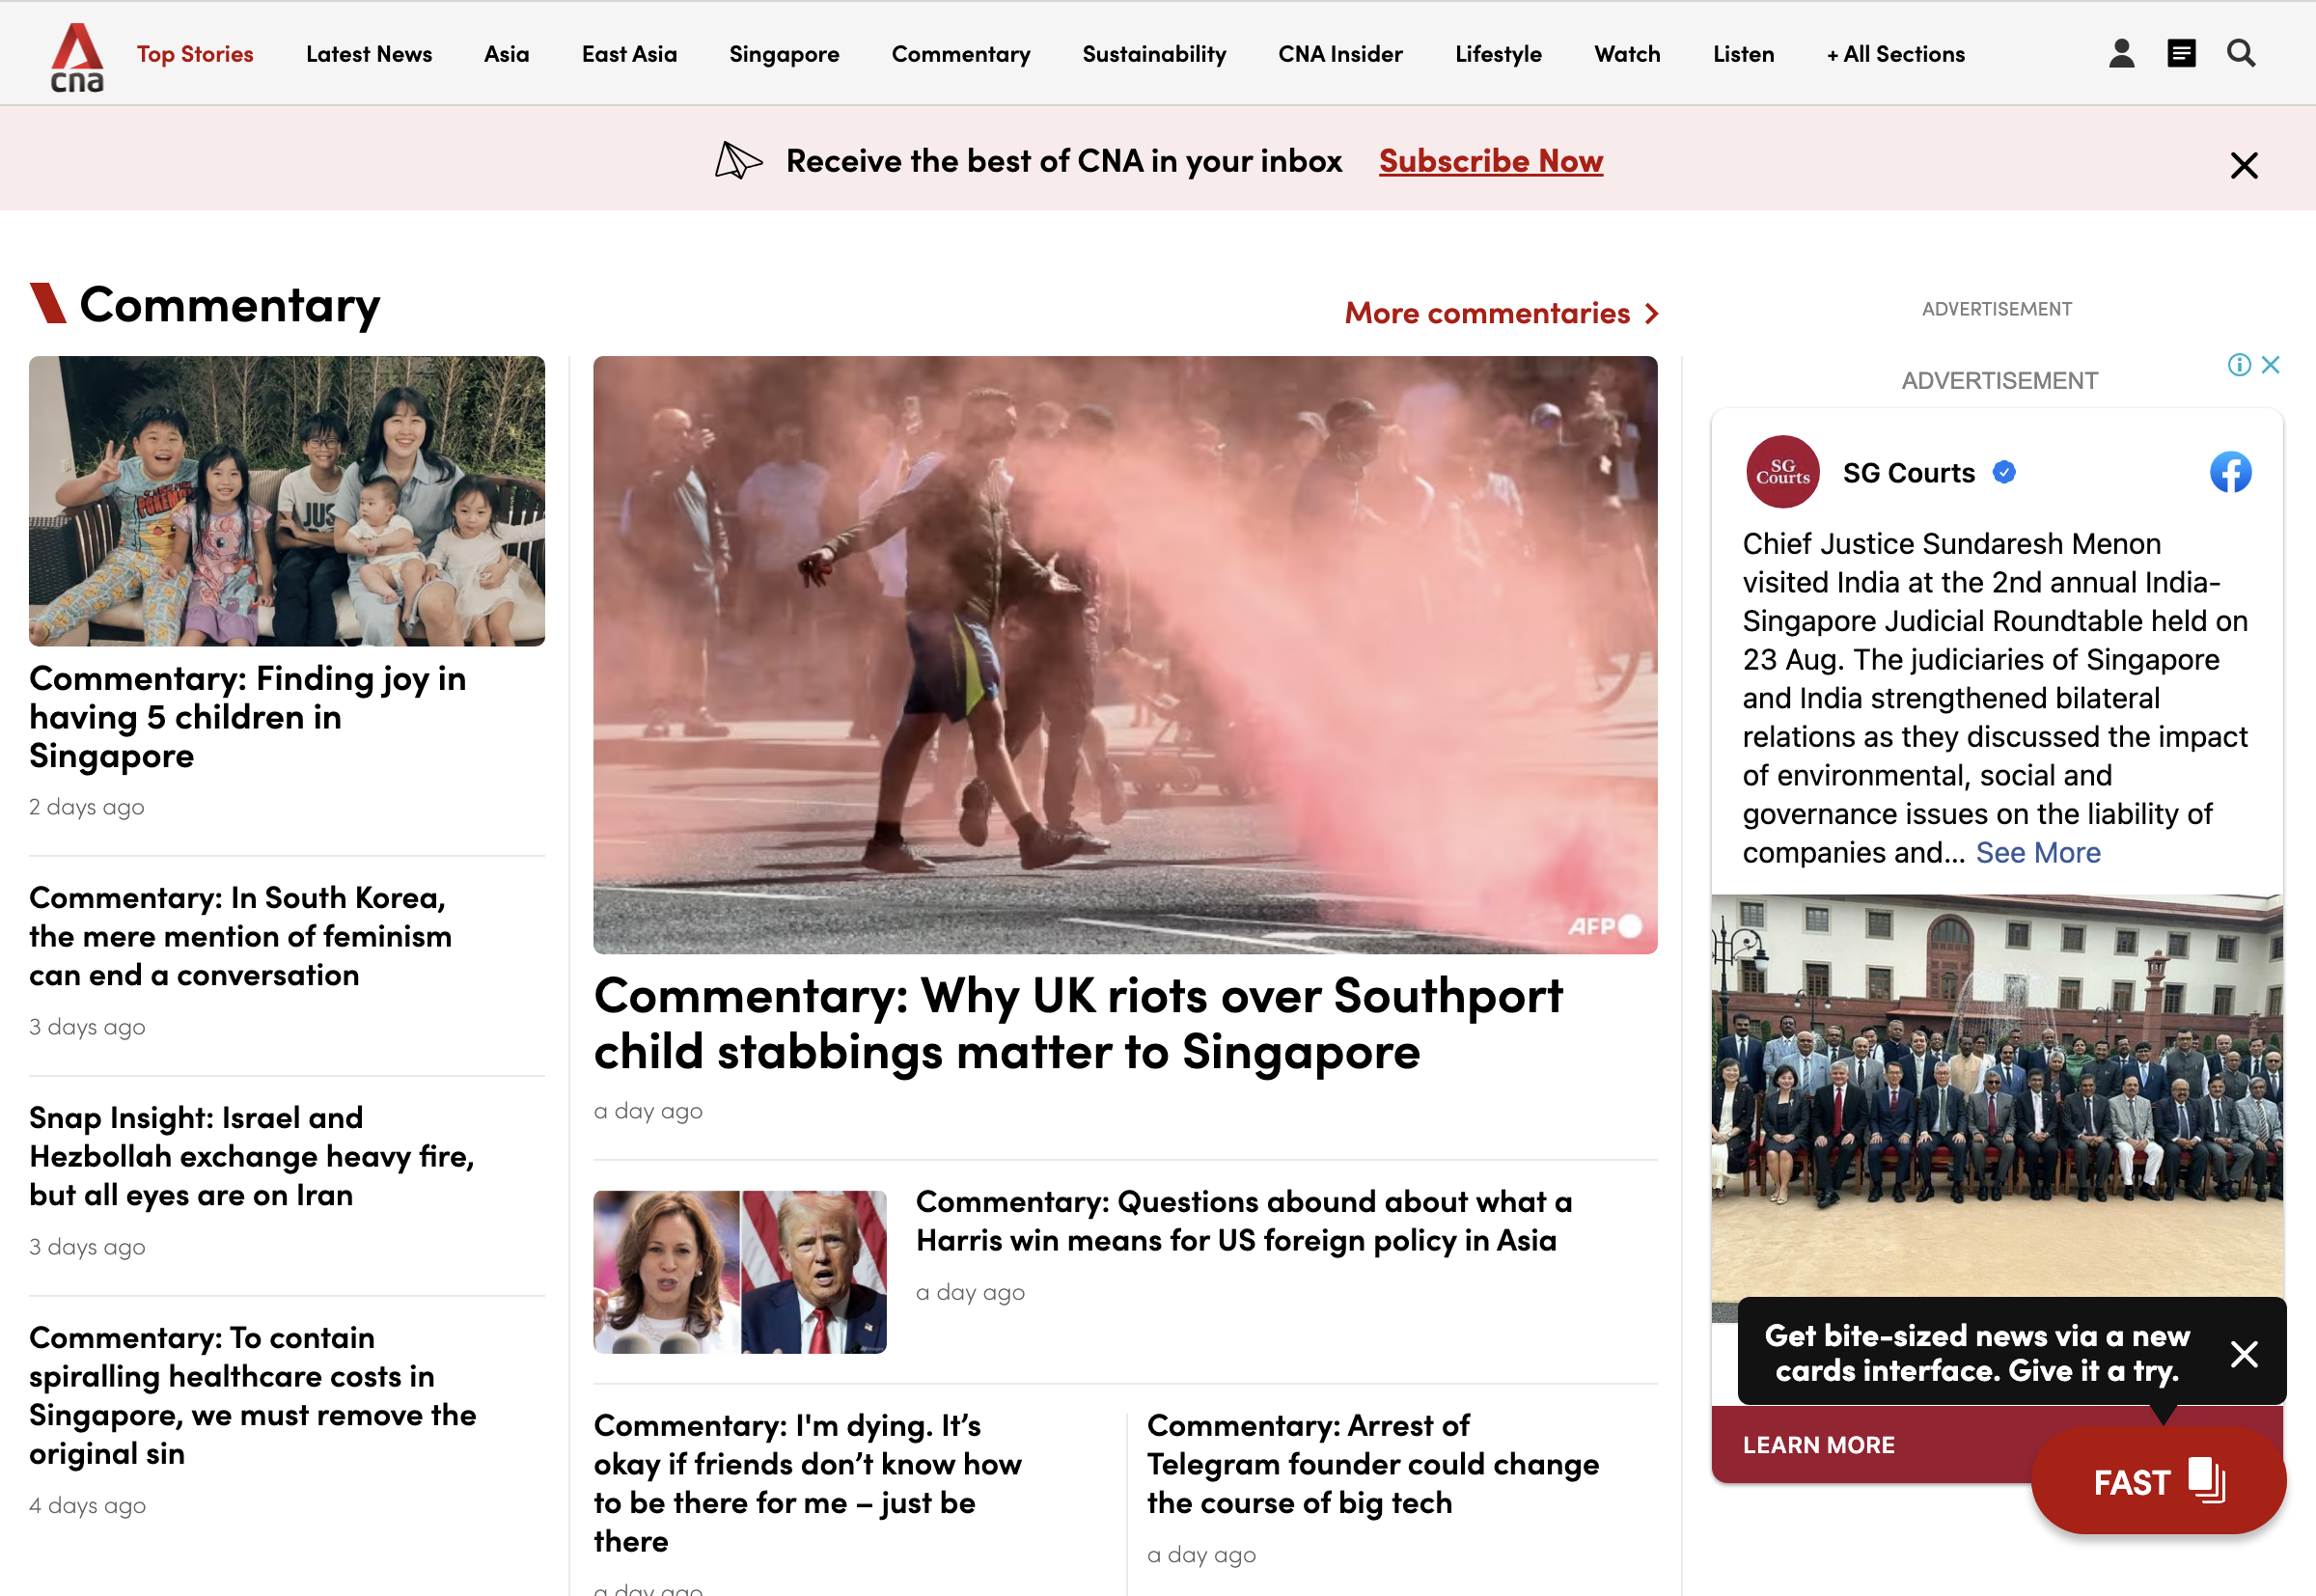 cna
Top Stories
Latest News
Asia
East Asia
Singapore
Commentary
Sustainability
CNA Insider
Lifestyle
Watch
Listen
+ All Sections
Receive the best of CNA in your inbox
Subscribe Now
Commentary
More commentaries
POKEMON
JUS
Commentary: Finding joy in
having 5 children in
Singapore
2 days ago
Commentary: In South Korea,
the mere mention of feminism
can end a conversation
3 days ago
Snap Insight: Israel and
Hezbollah exchange heavy fire,
but all eyes are on Iran
3 days ago
Commentary: To contain
spiralling healthcare costs in
Singapore, we must remove the
original sin
4 days ago
AFP
Commentary: Why UK riots over Southport
child stabbings matter to Singapore
a day ago
Commentary: Questions abound about what a
Harris win means for US foreign policy in Asia
a day ago
Commentary: I'm dying. It’s
okay if friends don’t know how
to be there for me – just be
there
a day ago
Commentary: Arrest of
Telegram founder could change
the course of big tech
a day ago
ADVERTISEMENT
ADVERTISEMENT
SG
Courts
SG Courts
Chief Justice Sundaresh Menon
visited India at the 2nd annual India-
Singapore Judicial Roundtable held on
23 Aug. The judiciaries of Singapore
and India strengthened bilateral
relations as they discussed the impact
of environmental, social and
governance issues on the liability of
companies and... See More
Get bite-sized news via a new
cards interface. Give it a try.
LEARN MORE
FAST